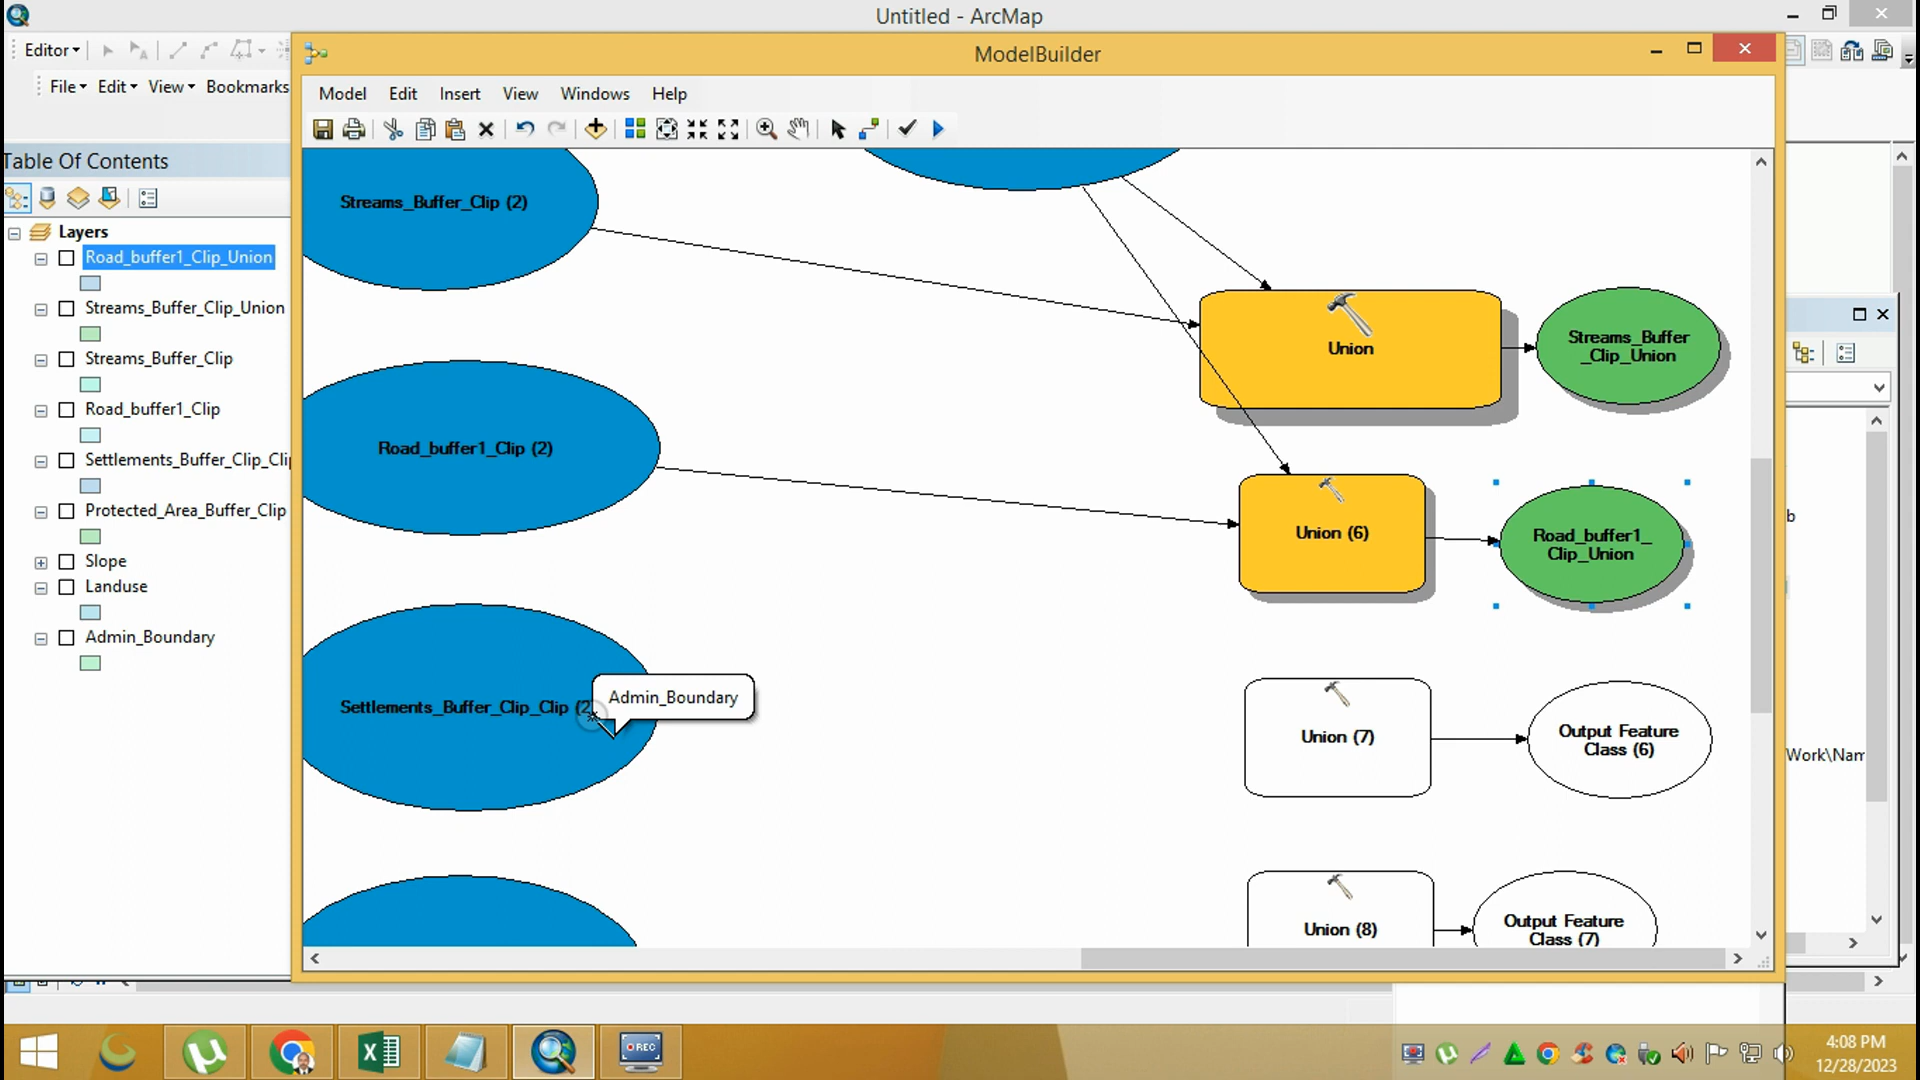 Untitled - ArcMap
Editor
File Edit View Bookmarks
ModelBuilder
Model Edit Insert View Windows Help
Table Of Contents
Layers
Road_buffer1_Clip_Union
Streams_Buffer_Clip_Union
Streams_Buffer_Clip
Road_buffer1_Clip
Settlements_Buffer_Clip_Cli
Protected_Area_Buffer_Clip
Slope
Landuse
Admin_Boundary
Streams_Buffer_Clip (2)
Union
Streams_Buffer
_Clip_Union
Road_buffer1_Clip (2)
Union (6)
Road_buffer1_
Clip_Union
Settlements_Buffer_Clip_Clip (2
Admin_Boundary
Union (7)
Output Feature
Class (6)
Union (8)
Output Feature
Class (7)
b
Work\Nam
REC
4:08 PM
12/28/2023